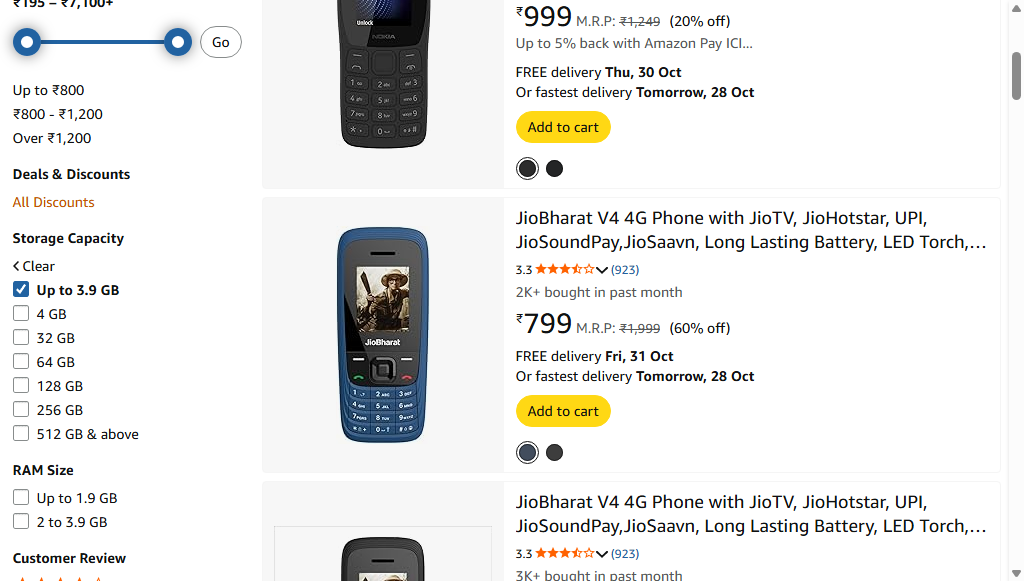 ₹195 – ₹7,100+
Go
Up to ₹800
₹800 - ₹1,200
Over ₹1,200
Deals & Discounts
All Discounts
Storage Capacity
Clear
Up to 3.9 GB
4 GB
32 GB
64 GB
128 GB
256 GB
512 GB & above
RAM Size
Up to 1.9 GB
2 to 3.9 GB
Customer Review
Unlock
NOKIA
₹999 M.R.P: ₹1,249 (20% off)
Up to 5% back with Amazon Pay ICI…
FREE delivery Thu, 30 Oct
Or fastest delivery Tomorrow, 28 Oct
Add to cart
JioBharat
JioBharat V4 4G Phone with JioTV, JioHotstar, UPI,
JioSoundPay,JioSaavn, Long Lasting Battery, LED Torch,…
3.3 (923)
2K+ bought in past month
₹799 M.R.P: ₹1,999 (60% off)
FREE delivery Fri, 31 Oct
Or fastest delivery Tomorrow, 28 Oct
Add to cart
JioBharat V4 4G Phone with JioTV, JioHotstar, UPI,
JioSoundPay,JioSaavn, Long Lasting Battery, LED Torch,…
3.3 (923)
3K+ bought in past month